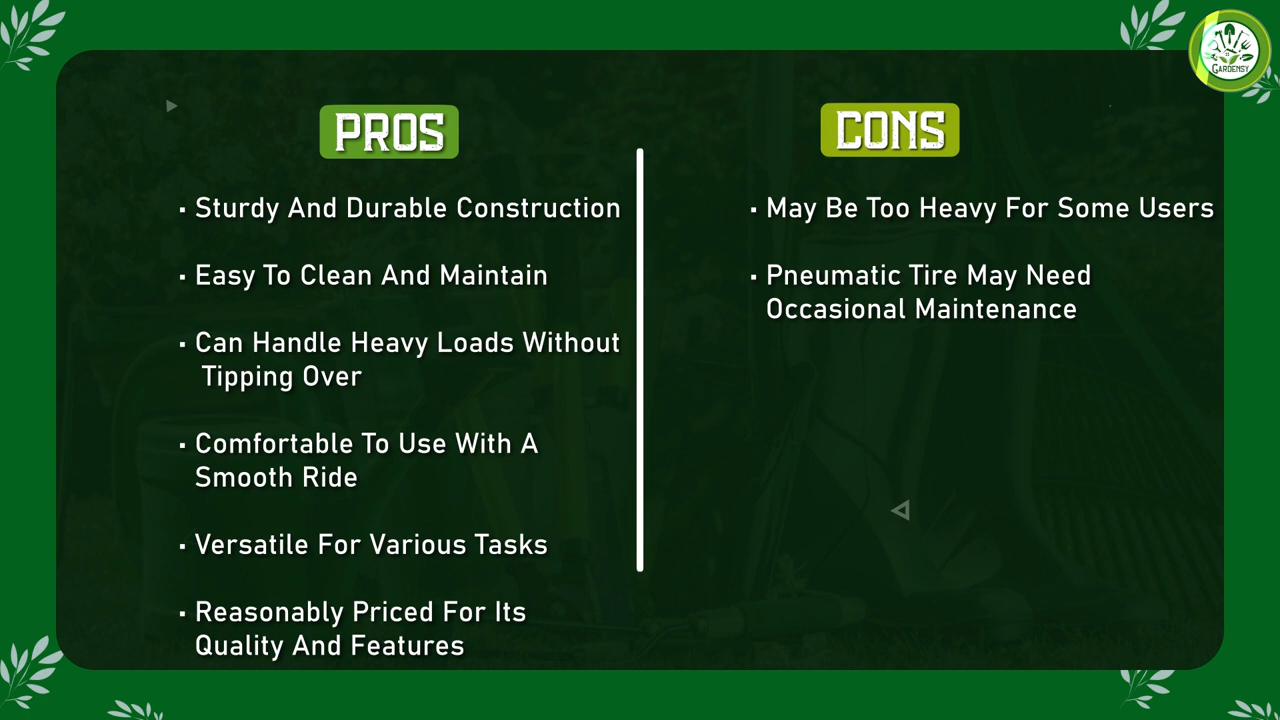 GARDENSY
PROS
CONS
▪ Sturdy And Durable Construction
▪ Easy To Clean And Maintain
▪ Can Handle Heavy Loads Without
Tipping Over
▪ Comfortable To Use With A
Smooth Ride
▪ Versatile For Various Tasks
▪ Reasonably Priced For Its
Quality And Features
▪ May Be Too Heavy For Some Users
▪ Pneumatic Tire May Need
Occasional Maintenance